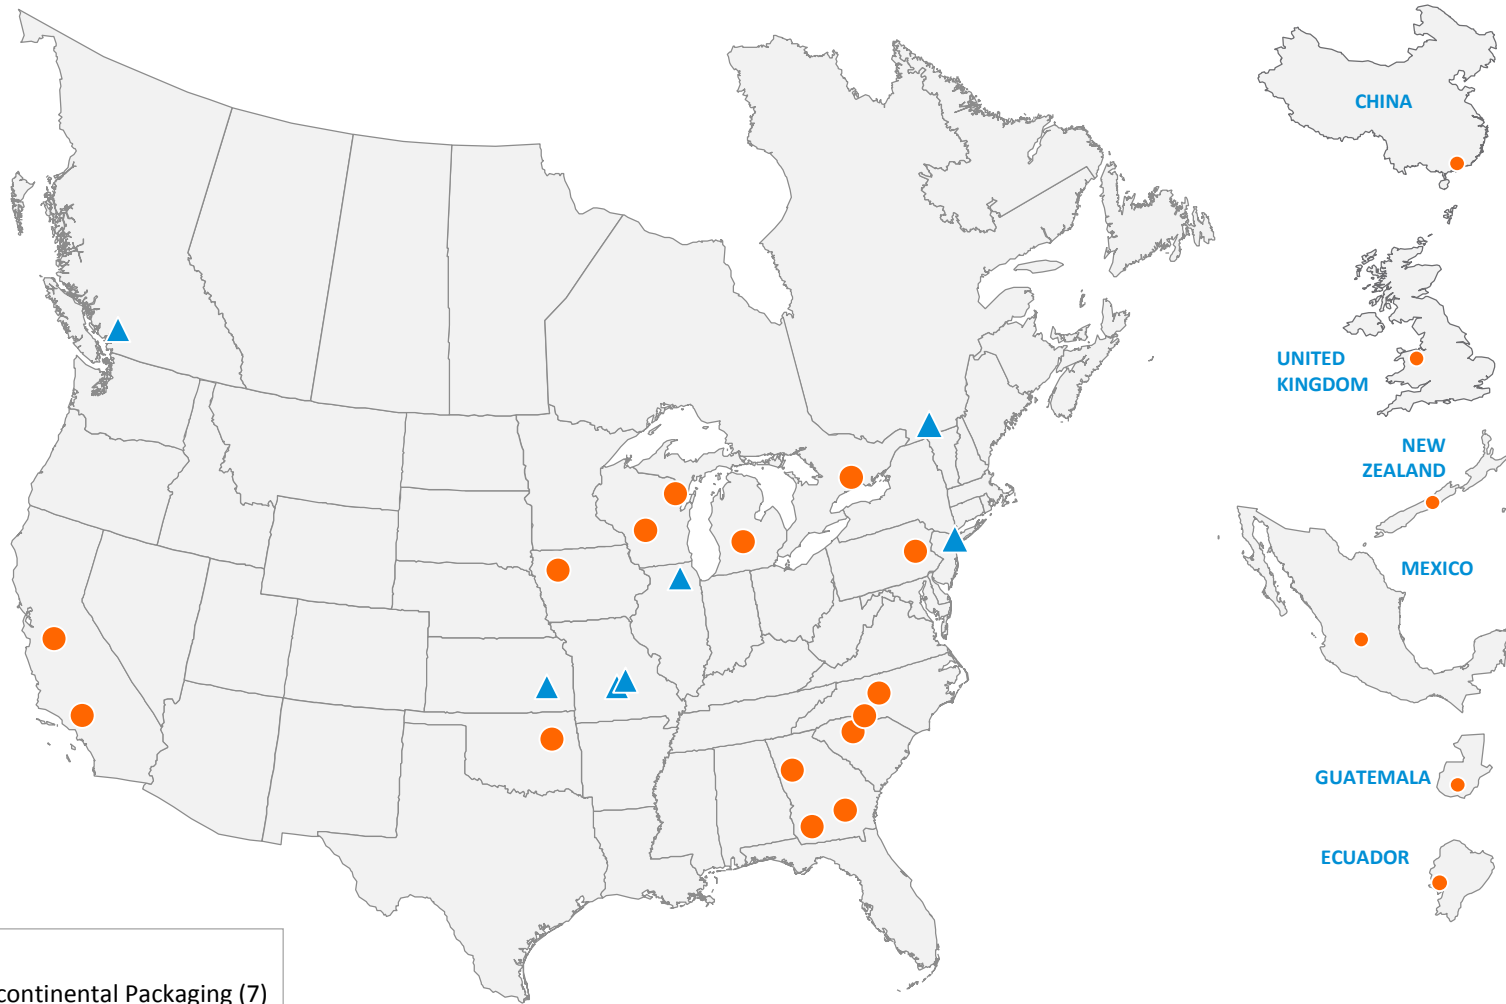 CHINA
UNITED
KINGDOM
NEW
ZEALAND
MEXICO
GUATEMALA
ECUADOR
continental Packaging (7)